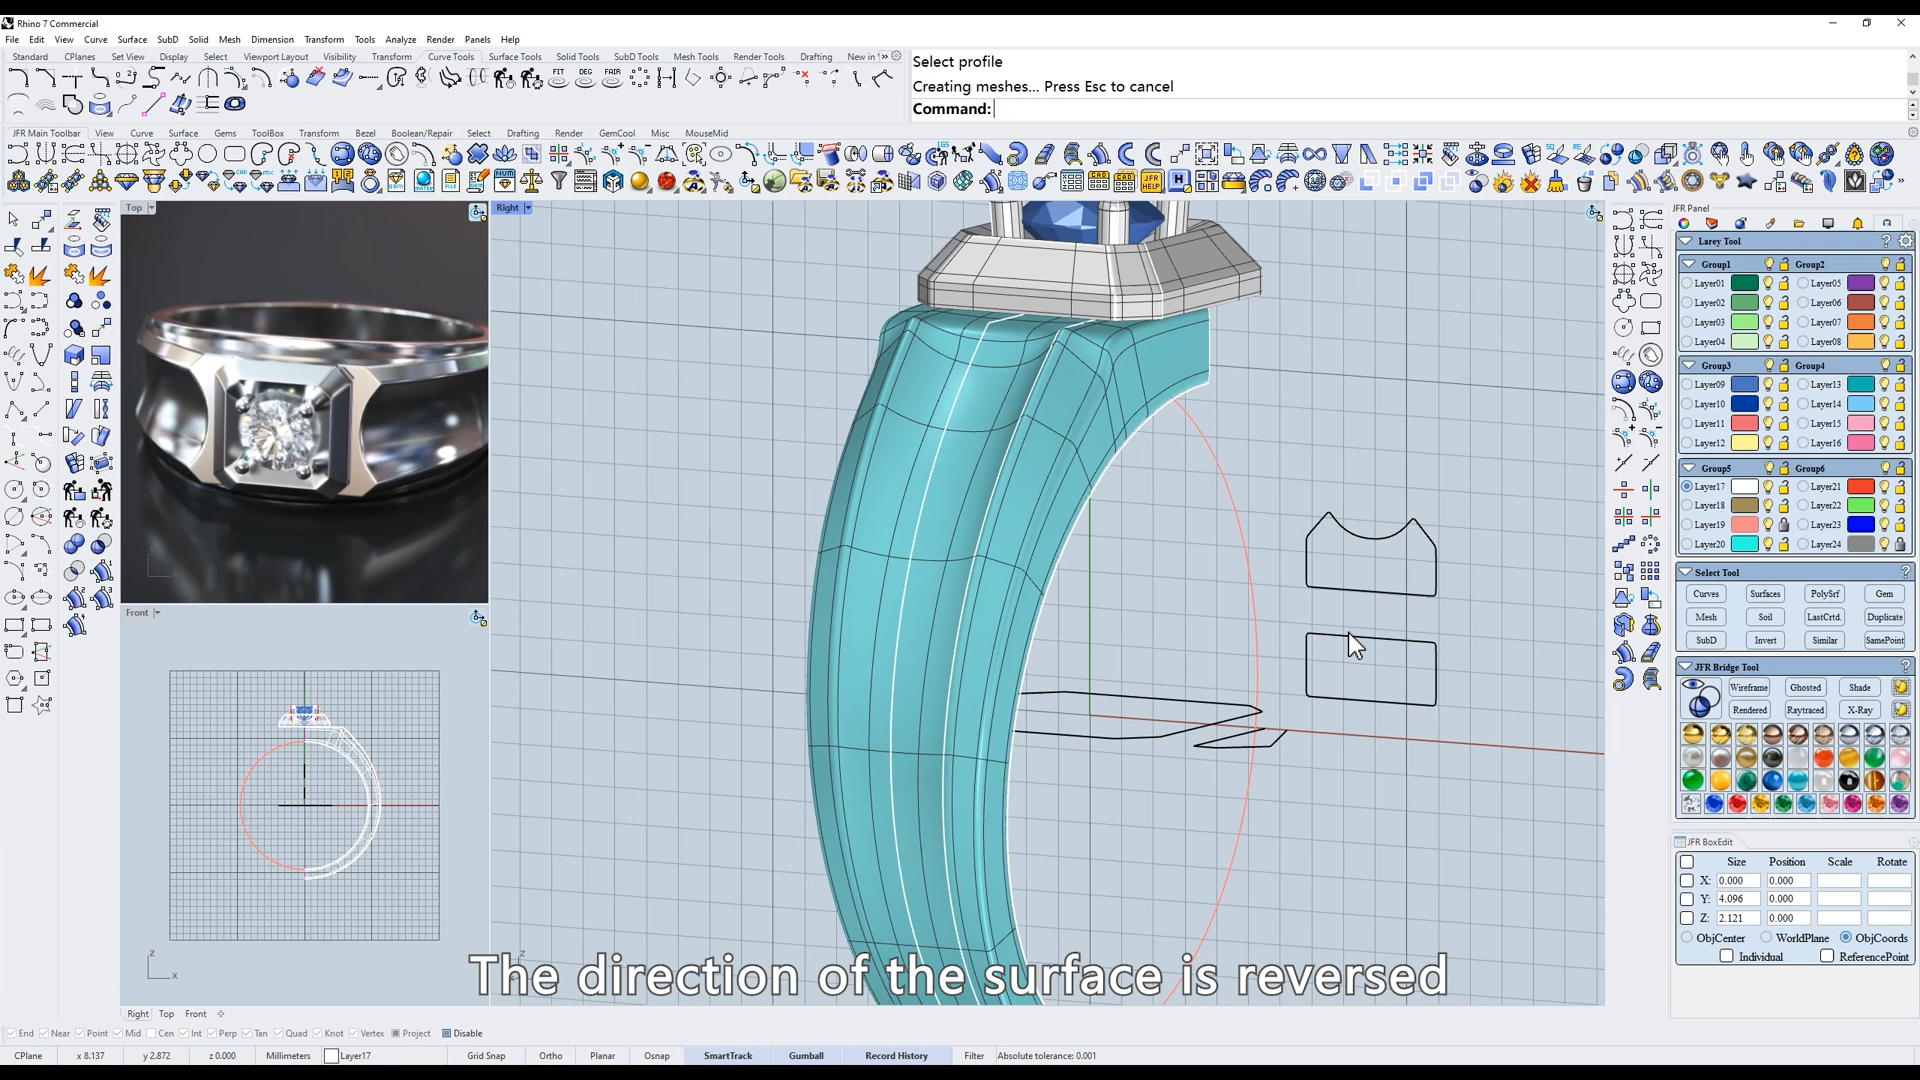 Rhino 7 Commercial
File Edit View Curve Surface SubD Solid Mesh Dimension Transform Tools Analyze Render Panels Help
Standard CPlanes Set View Display Select Viewport Layout Visibility Transform Curve Tools Surface Tools Solid Tools SubD Tools Mesh Tools Render Tools Drafting New in
Select profile
Creating meshes... Press Esc to cancel
Command:
JFR Main Toolbar View Curve Surface Gems ToolBox Transform Bezel Boolean/Repair Select Drafting Render GemCool Misc MouseMid
Top
Right
Front
JFR Panel
Larey Tool
Group1 Group2
Layer01 Layer05
Layer02 Layer06
Layer03 Layer07
Layer04 Layer08
Group3 Group4
Layer09 Layer13
Layer10 Layer14
Layer11 Layer15
Layer12 Layer16
Group5 Group6
Layer17 Layer21
Layer18 Layer22
Layer19 Layer23
Layer20 Layer24
Select Tool
Curves Surfaces PolySrf Gem
Mesh Soil LastCrtd. Duplicate
SubD Invert Similar SamePoint
JFR Bridge Tool
Wireframe Ghosted Shade
Rendered Raytraced X-Ray
JFR BoxEdit
Size Position Scale Rotate
X: 0.000 0.000
Y: 4.096 0.000
Z: 2.121 0.000
ObjCenter WorldPlane ObjCoords
Individual ReferencePoint
z
x
z
The direction of the surface is reversed
Right Top Front
End Near Point Mid Cen Int Perp Tan Quad Knot Vertex Project Disable
CPlane x 8.137 y 2.872 z 0.000 Millimeters Layer17 Grid Snap Ortho Planar Osnap SmartTrack Gumball Record History Filter Absolute tolerance: 0.001